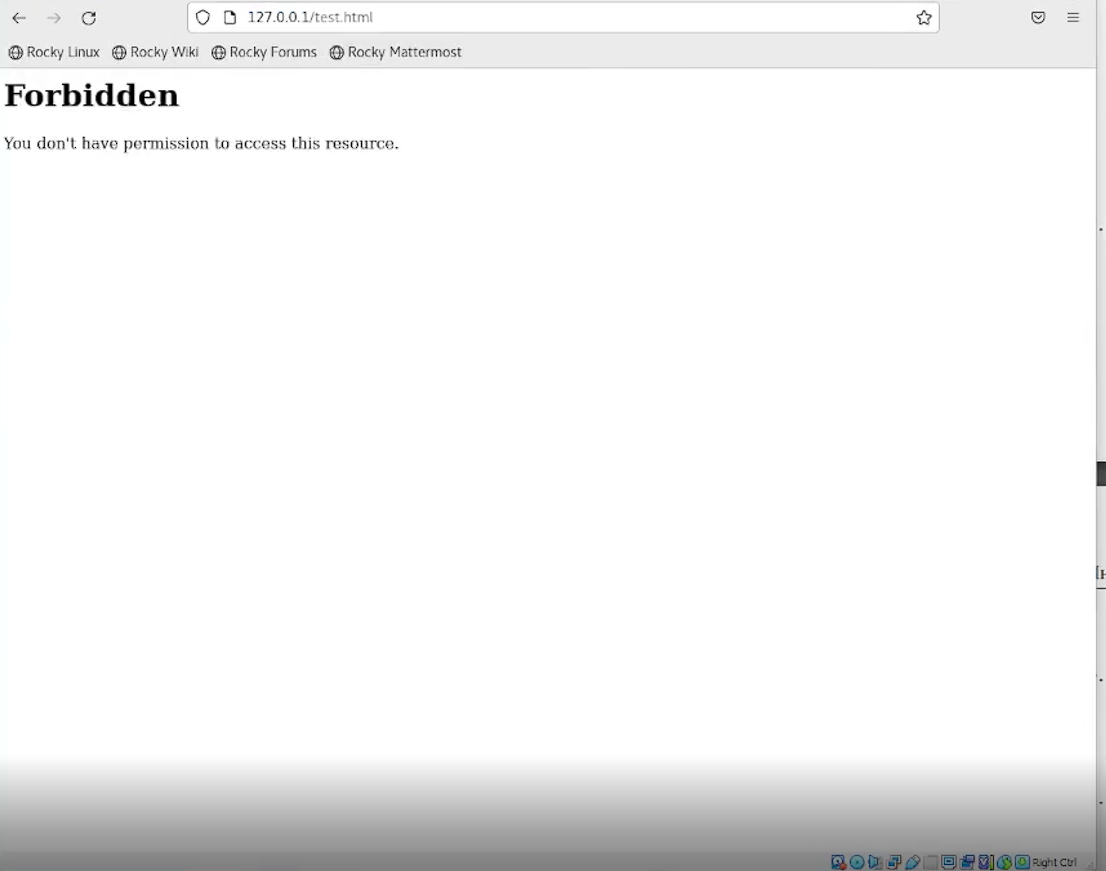 127.0.0.1/test.html
Rocky Linux Rocky Wiki Rocky Forums Rocky Mattermost
Forbidden
You don't have permission to access this resource.
Right Ctrl